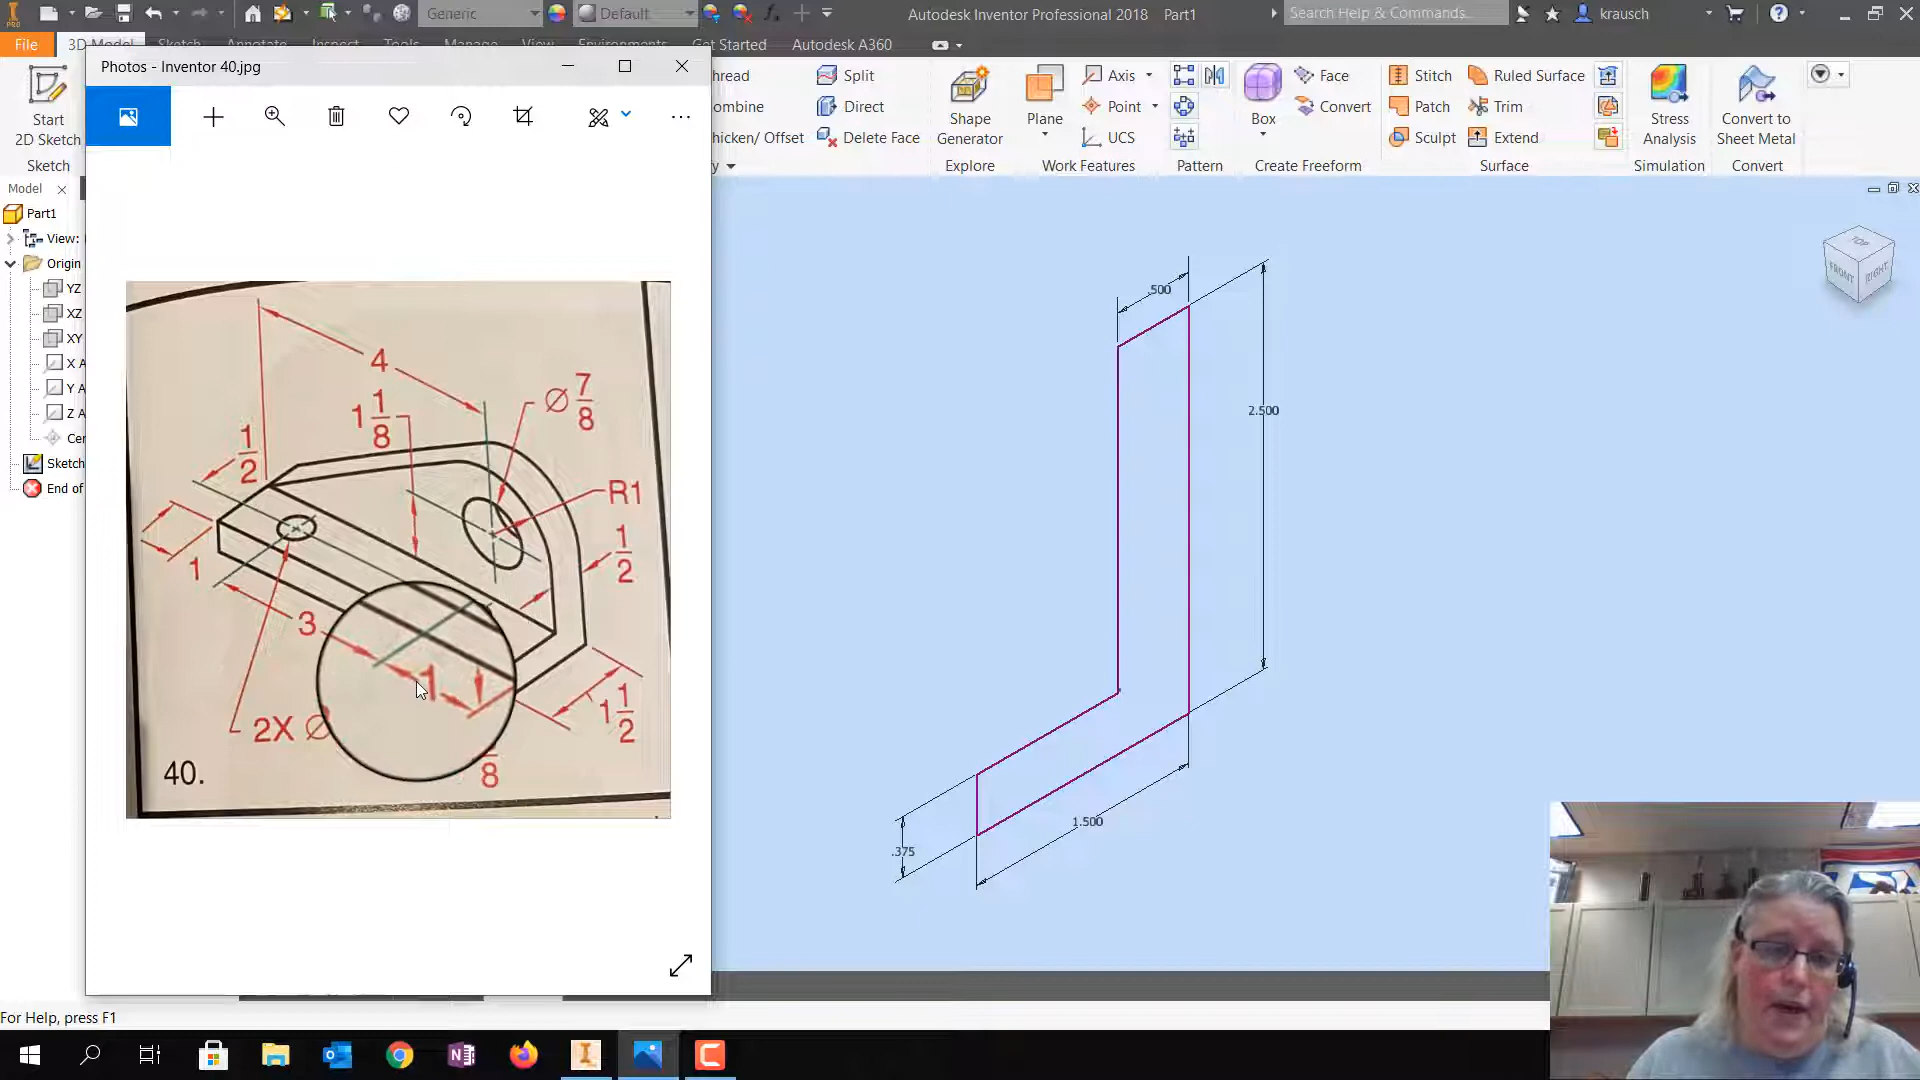 PRO
Generic
Default
Autodesk Inventor Professional 2018 Part1
Search Help & Commands...
krausch
File
3D Model Sketch Annotate Inspect Tools Manage View Environments Get Started Autodesk A360
Photos - Inventor 40.jpg
Start
2D Sketch
Sketch
hread
ombine
hicken/ Offset
Split
Direct
Delete Face
Shape
Generator
Explore
Plane
Axis
Point
UCS
Work Features
Pattern
Box
Face
Convert
Create Freeform
Stitch
Patch
Sculpt
Ruled Surface
Trim
Extend
Surface
Stress
Analysis
Simulation
Convert to
Sheet Metal
Convert
Model
Part1
View:
Origin
YZ
XZ
XY
X A
Y A
Z A
Cer
Sketch
End of
4
1 1/8
Ø 7/8
1/2
R1
1/2
1
3
1
1 1/2
2X Ø
8
40.
.500
2.500
1.500
.375
TOP
FRONT
RIGHT
For Help, press F1